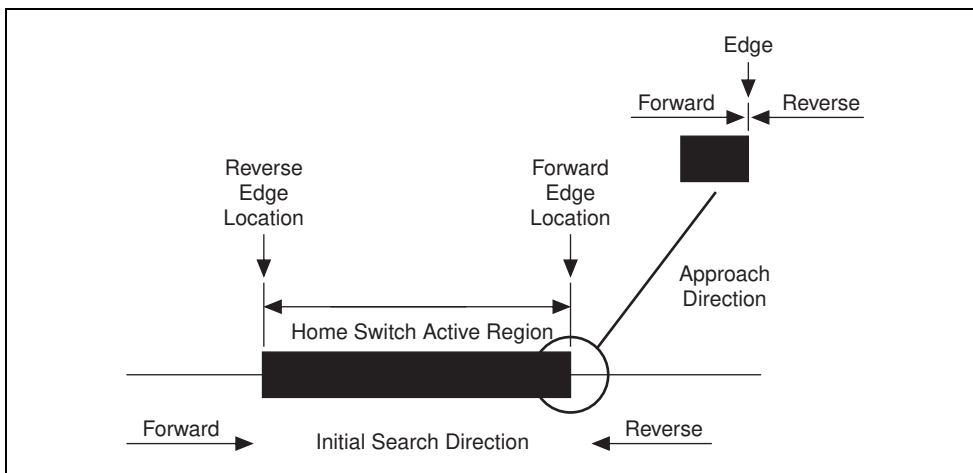 Edge
Forward
Reverse
Reverse
Edge
Location
Forward
Edge
Location
Approach
Direction
Home Switch Active Region
Forward
Initial Search Direction
Reverse